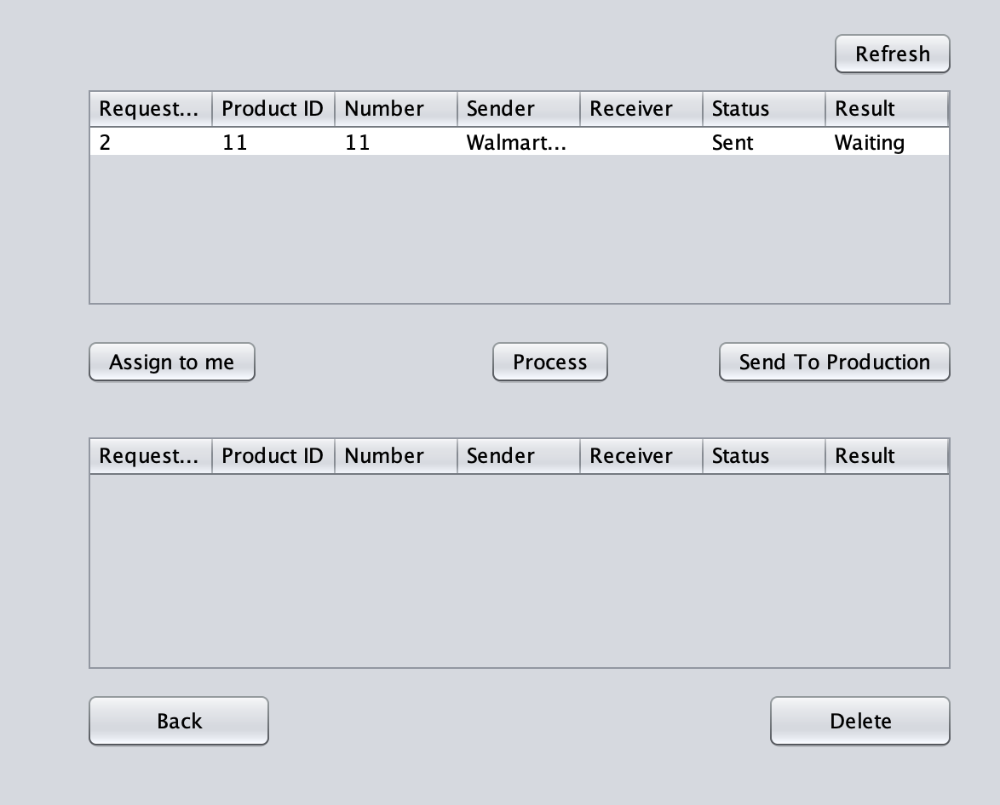 Refresh
Request... Product ID Number Sender Receiver Status Result
2 11 11 Walmart... Sent Waiting
Assign to me Process Send To Production
Request... Product ID Number Sender Receiver Status Result
Back Delete